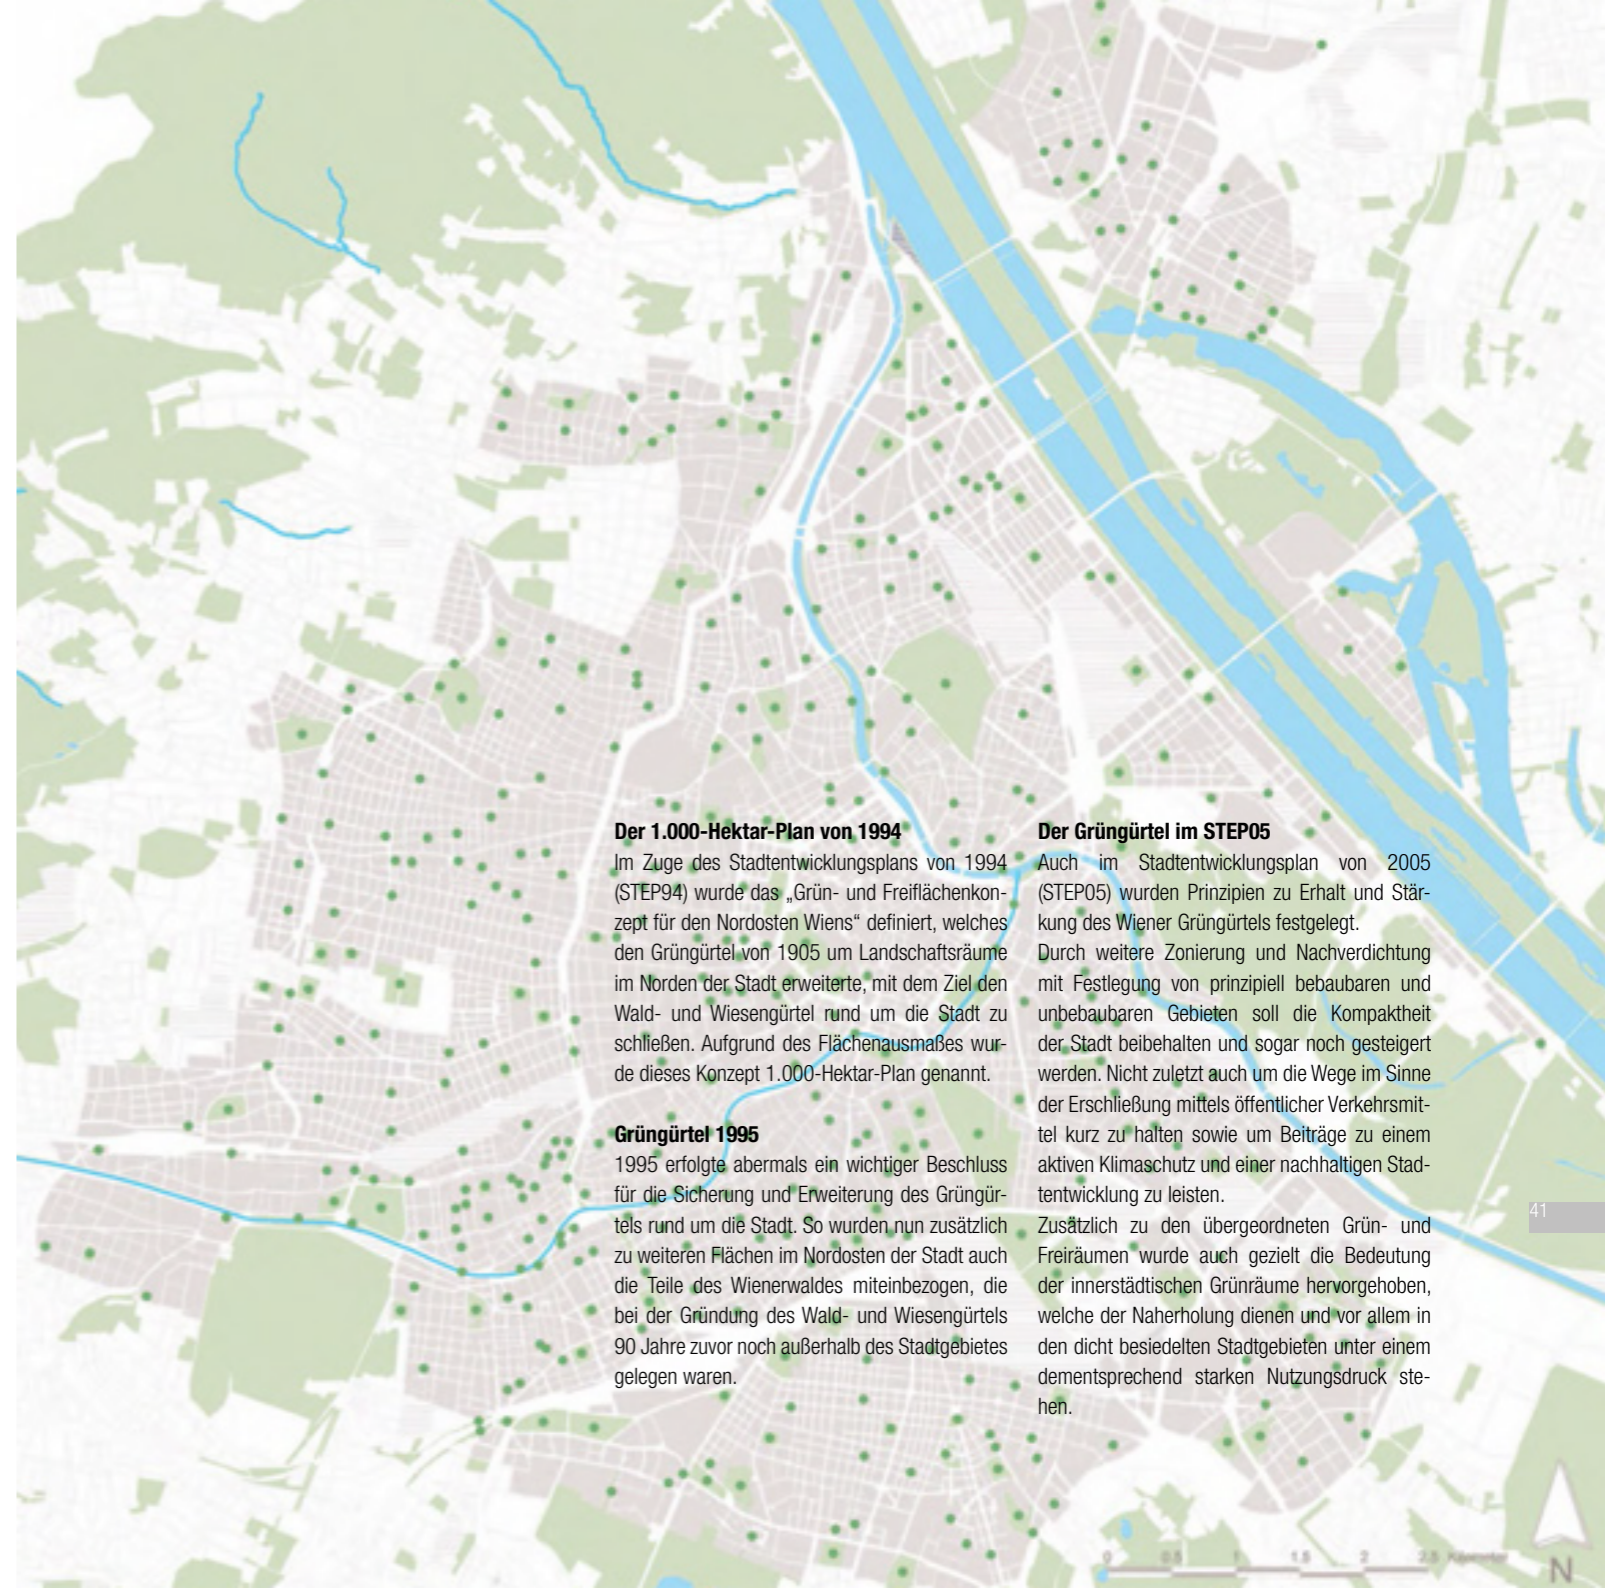 Der 1.000-Hektar-Plan von 1994
Im Zuge des Stadtentwicklungsplans von 1994
(STEP94) wurde das „Grün- und Freiflächenkon-
zept für den Nordosten Wiens“ definiert, welches
den Grüngürtel von 1905 um Landschaftsräume
im Norden der Stadt erweiterte, mit dem Ziel den
Wald- und Wiesengürtel rund um die Stadt zu
schließen. Aufgrund des Flächenausmaßes wur-
de dieses Konzept 1.000-Hektar-Plan genannt.
Grüngürtel 1995
1995 erfolgte abermals ein wichtiger Beschluss
für die Sicherung und Erweiterung des Grüngür-
tels rund um die Stadt. So wurden nun zusätzlich
zu weiteren Flächen im Nordosten der Stadt auch
die Teile des Wienerwaldes miteinbezogen, die
bei der Gründung des Wald- und Wiesengürtels
90 Jahre zuvor noch außerhalb des Stadtgebietes
gelegen waren.
Der Grüngürtel im STEP05
Auch im Stadtentwicklungsplan von 2005
(STEP05) wurden Prinzipien zu Erhalt und Stär-
kung des Wiener Grüngürtels festgelegt.
Durch weitere Zonierung und Nachverdichtung
mit Festlegung von prinzipiell bebaubaren und
unbebaubaren Gebieten soll die Kompaktheit
der Stadt beibehalten und sogar noch gesteigert
werden. Nicht zuletzt auch um die Wege im Sinne
der Erschließung mittels öffentlicher Verkehrsmit-
tel kurz zu halten sowie um Beiträge zu einem
aktiven Klimaschutz und einer nachhaltigen Stad-
tentwicklung zu leisten.
Zusätzlich zu den übergeordneten Grün- und
Freiräumen wurde auch gezielt die Bedeutung
der innerstädtischen Grünräume hervorgehoben,
welche der Naherholung dienen und vor allem in
den dicht besiedelten Stadtgebieten unter einem
dementsprechend starken Nutzungsdruck ste-
hen.
41
0 0.5 1 1.5 2 2.5 Kilometer
N